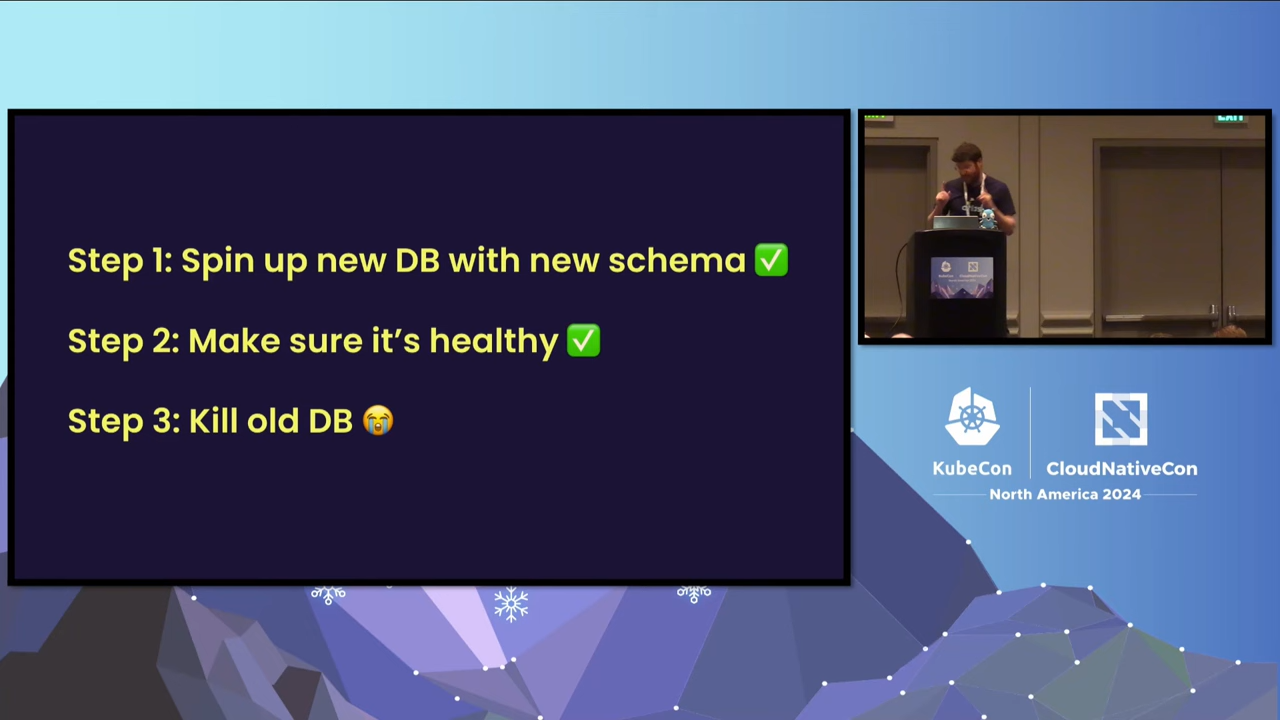 Step 1: Spin up new DB with new schema ✅
Step 2: Make sure it’s healthy ✅
Step 3: Kill old DB 😭
EXIT
KubeCon
CloudNativeCon
North America 2024